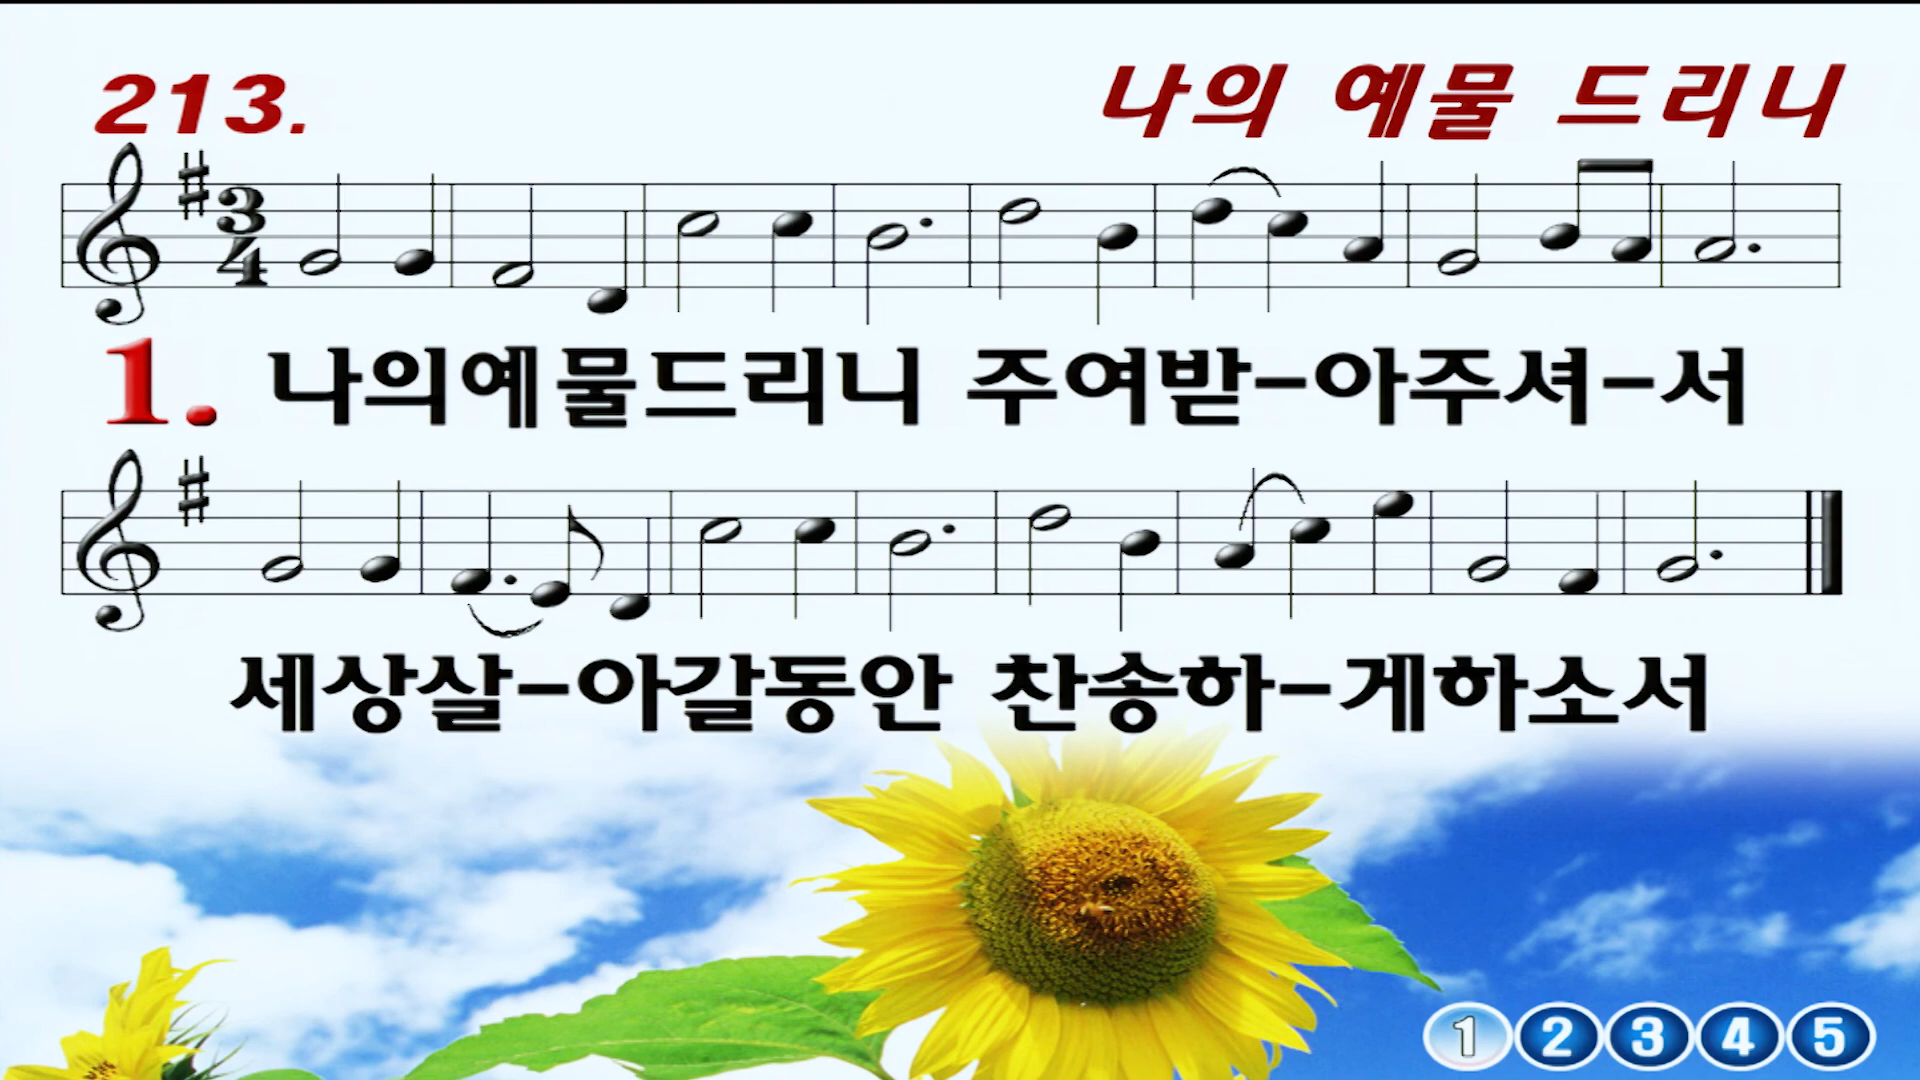 213. 나의 예물 드리니
1. 나의예물드리니 주여받-아주셔-서
세상살-아갈동안 찬송하-게하소서
1 2 3 4 5